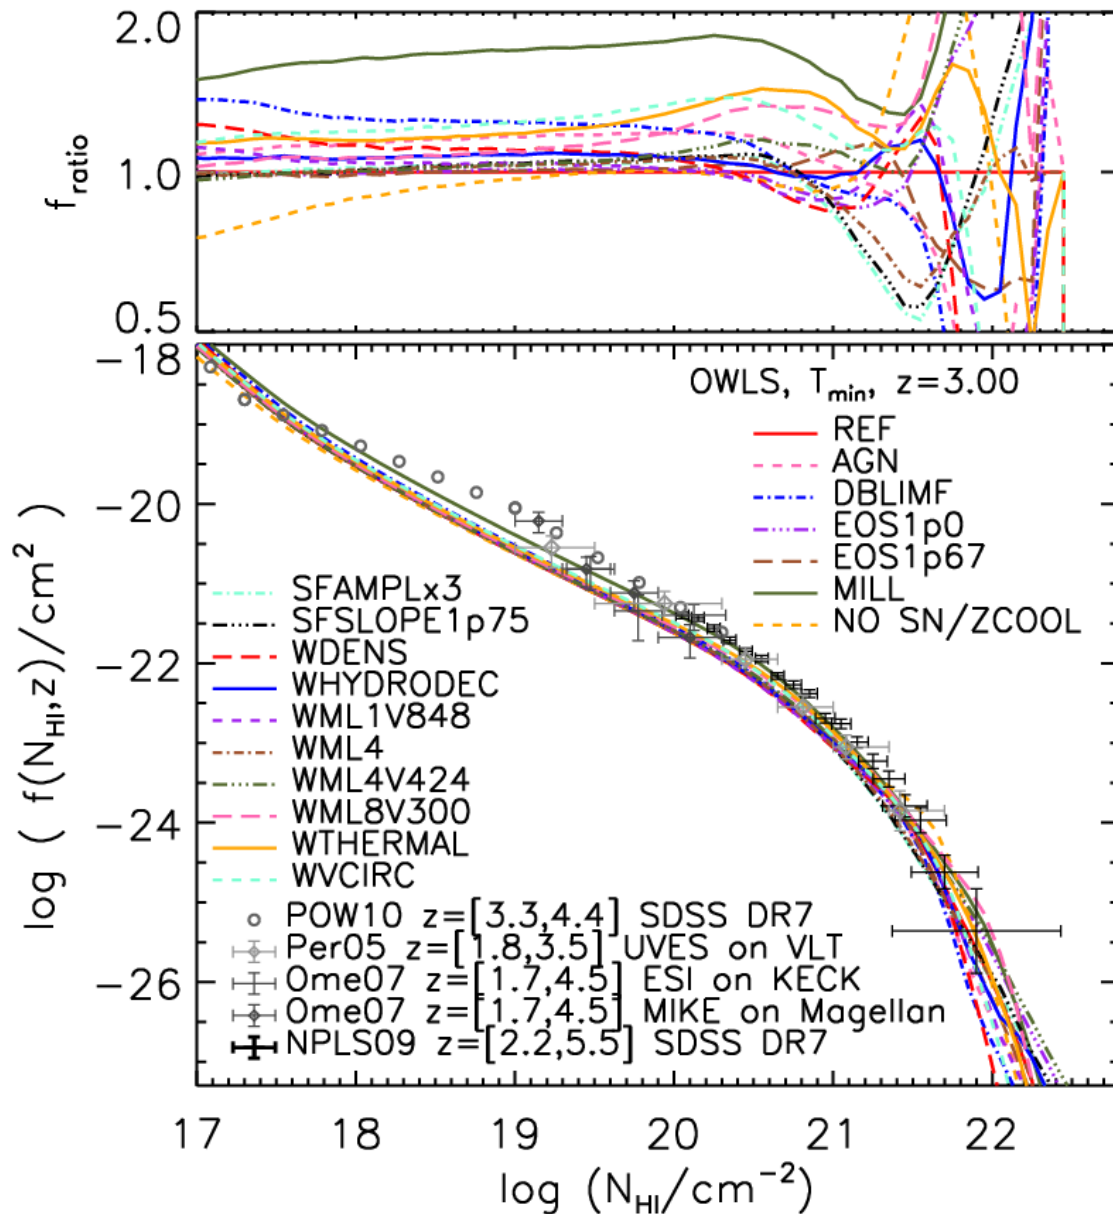 2.0
1.0
0.5
f_ratio
-18
-20
-22
-24
-26
log ( f(N_HI,z)/cm^2 )
OWLS, T_min, z=3.00
REF
AGN
DBLIMF
EOS1p0
EOS1p67
MILL
NO SN/ZCOOL
SFAMPLx3
SFSLOPE1p75
WDENS
WHYDRODEC
WML1V848
WML4
WML4V424
WML8V300
WTHERMAL
WVCIRC
POW10 z=[3.3,4.4] SDSS DR7
Per05 z=[1.8,3.5] UVES on VLT
Ome07 z=[1.7,4.5] ESI on KECK
Ome07 z=[1.7,4.5] MIKE on Magellan
NPLS09 z=[2.2,5.5] SDSS DR7
17 18 19 20 21 22
log (N_HI/cm^-2)